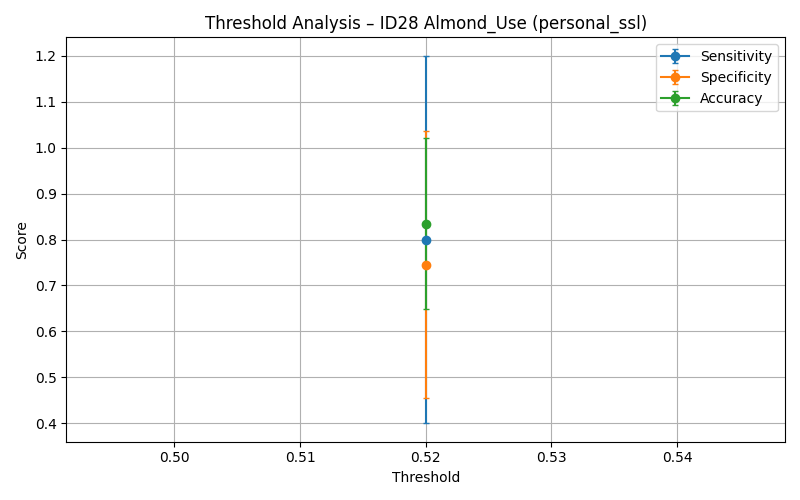 Threshold Analysis – ID28 Almond_Use (personal_ssl)
Sensitivity
Specificity
Accuracy
1.2
1.1
1.0
0.9
0.8
0.7
0.6
0.5
0.4
Score
0.50 0.51 0.52 0.53 0.54
Threshold